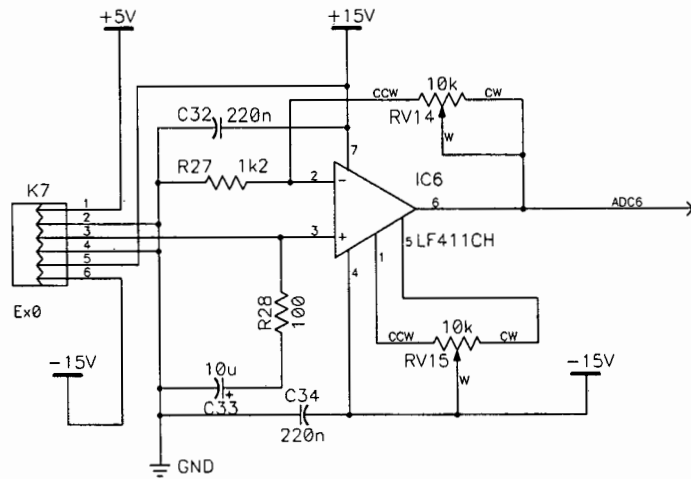 +5V
+15V
C32 220n
CCW 10k CW
RV14
W
R27 1k2
7
2
−
IC6
K7
1
2
3
4
5
6
Ex0
3
+
6
ADC6
5
LF411CH
4
1
R28
100
10k
CCW CW
RV15
W
−15V
−15V
10u
+
C33
C34
220n
GND